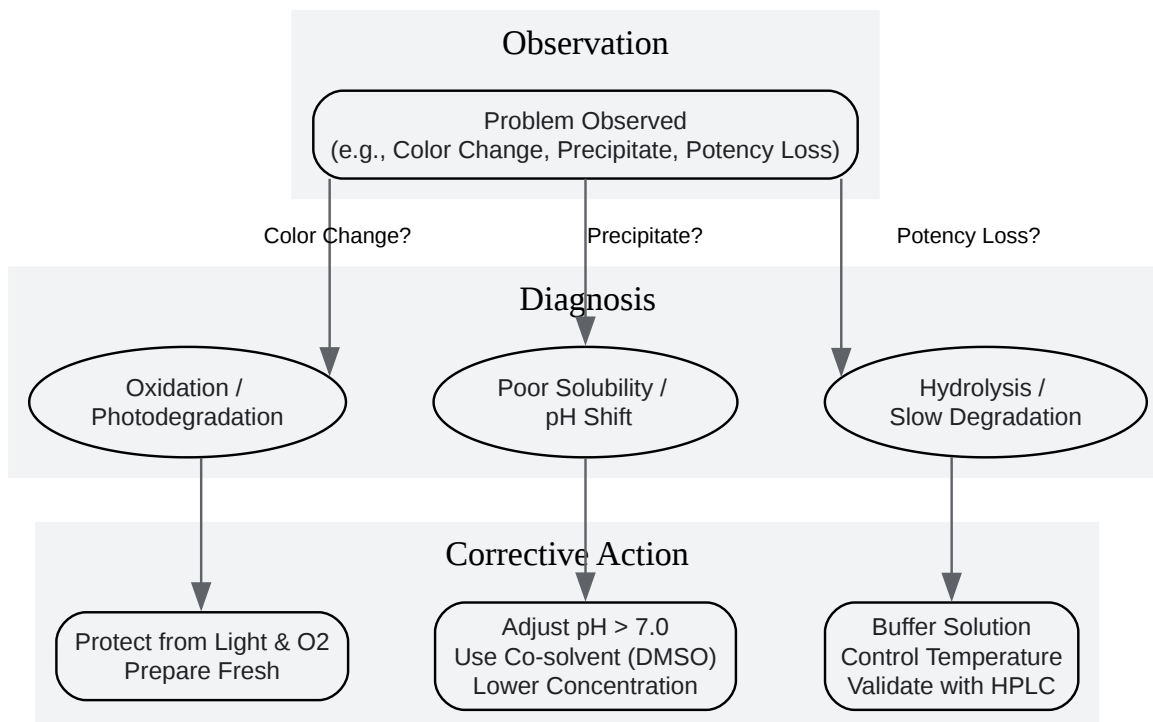 Observation
Problem Observed
(e.g., Color Change, Precipitate, Potency Loss)
Color Change?
Precipitate?
Potency Loss?
Diagnosis
Oxidation /
Photodegradation
Poor Solubility /
pH Shift
Hydrolysis /
Slow Degradation
Corrective Action
Protect from Light & O2
Prepare Fresh
Adjust pH > 7.0
Use Co-solvent (DMSO)
Lower Concentration
Buffer Solution
Control Temperature
Validate with HPLC